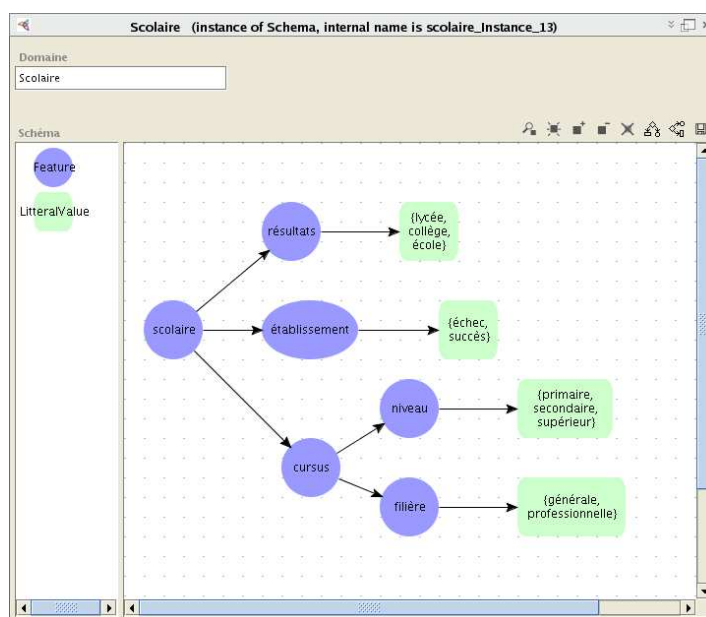 Scolaire (instance of Schema, internal name is scolaire_Instance_13)
Domaine
Scolaire
Schéma
Feature
LitteralValue
résultats
{lycée,
collège,
école}
scolaire
établissement
{échec,
succès}
niveau
{primaire,
secondaire,
supérieur}
cursus
filière
{générale,
professionnelle}